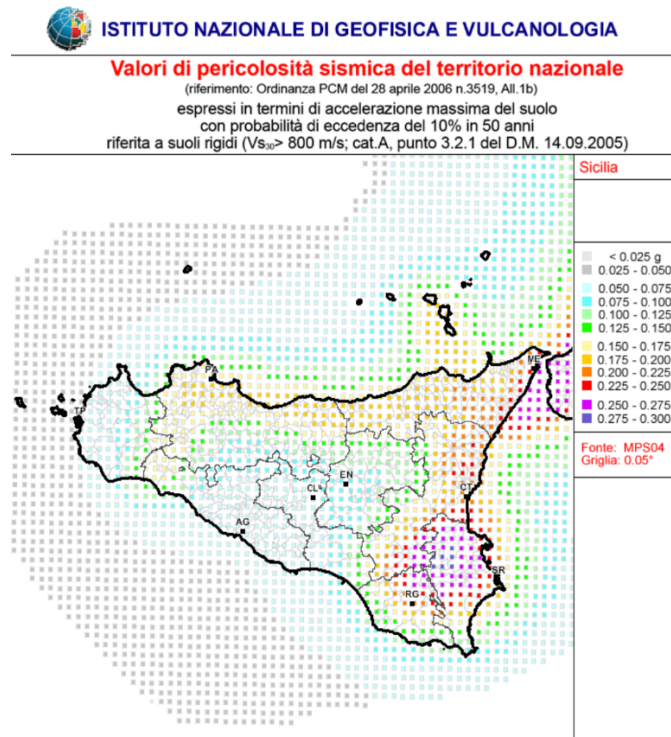 ISTITUTO NAZIONALE DI GEOFISICA E VULCANOLOGIA
Valori di pericolosità sismica del territorio nazionale
(riferimento: Ordinanza PCM del 28 aprile 2006 n.3519, All.1b)
espressi in termini di accelerazione massima del suolo
con probabilità di eccedenza del 10% in 50 anni
riferita a suoli rigidi (Vs₃₀> 800 m/s; cat.A, punto 3.2.1 del D.M. 14.09.2005)
Sicilia
< 0.025 g
0.025 - 0.050
0.050 - 0.075
0.075 - 0.100
0.100 - 0.125
0.125 - 0.150
0.150 - 0.175
0.175 - 0.200
0.200 - 0.225
0.225 - 0.250
0.250 - 0.275
0.275 - 0.300
Fonte: MPS04
Griglia: 0.05°
ME
PA
TP
EN
CL
CT
AG
SR
RG